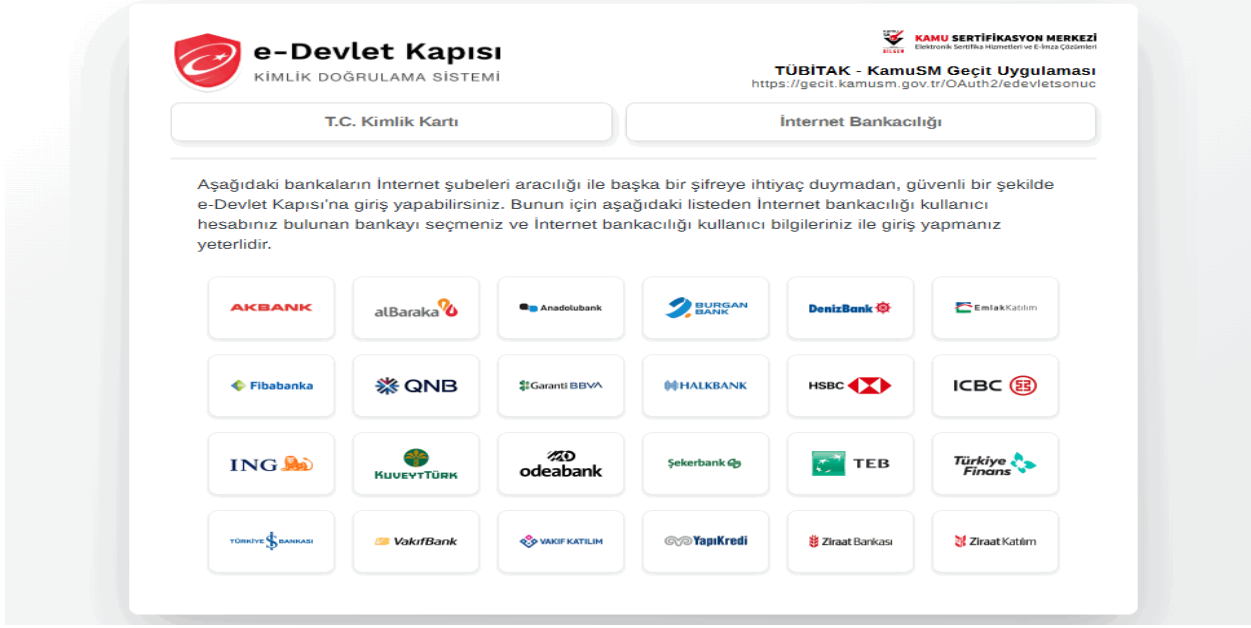 e-Devlet Kapısı
KİMLİK DOĞRULAMA SİSTEMİ
KAMU SERTİFİKASYON MERKEZİ
Elektronik Sertifika Hizmetleri ve E-İmza Çözümleri
BİLGEM
TÜBİTAK - KamuSM Geçit Uygulaması
https://gecit.kamusm.gov.tr/OAuth2/edevletsonuc
T.C. Kimlik Kartı
İnternet Bankacılığı
Aşağıdaki bankaların İnternet şubeleri aracılığı ile başka bir şifreye ihtiyaç duymadan, güvenli bir şekilde
e-Devlet Kapısı'na giriş yapabilirsiniz. Bunun için aşağıdaki listeden İnternet bankacılığı kullanıcı
hesabınız bulunan bankayı seçmeniz ve İnternet bankacılığı kullanıcı bilgileriniz ile giriş yapmanız
yeterlidir.
AKBANK
alBaraka
Anadolubank
BURGAN
BANK
DenizBank
EmlakKatılım
Fibabanka
QNB
Garanti BBVA
HALKBANK
HSBC
ICBC
ING
KUVEYTTÜRK
odeabank
Şekerbank
TEB
Türkiye
Finans
TÜRKİYE İŞ BANKASI
VakıfBank
VAKIF KATILIM
YapıKredi
Ziraat Bankası
Ziraat Katılım